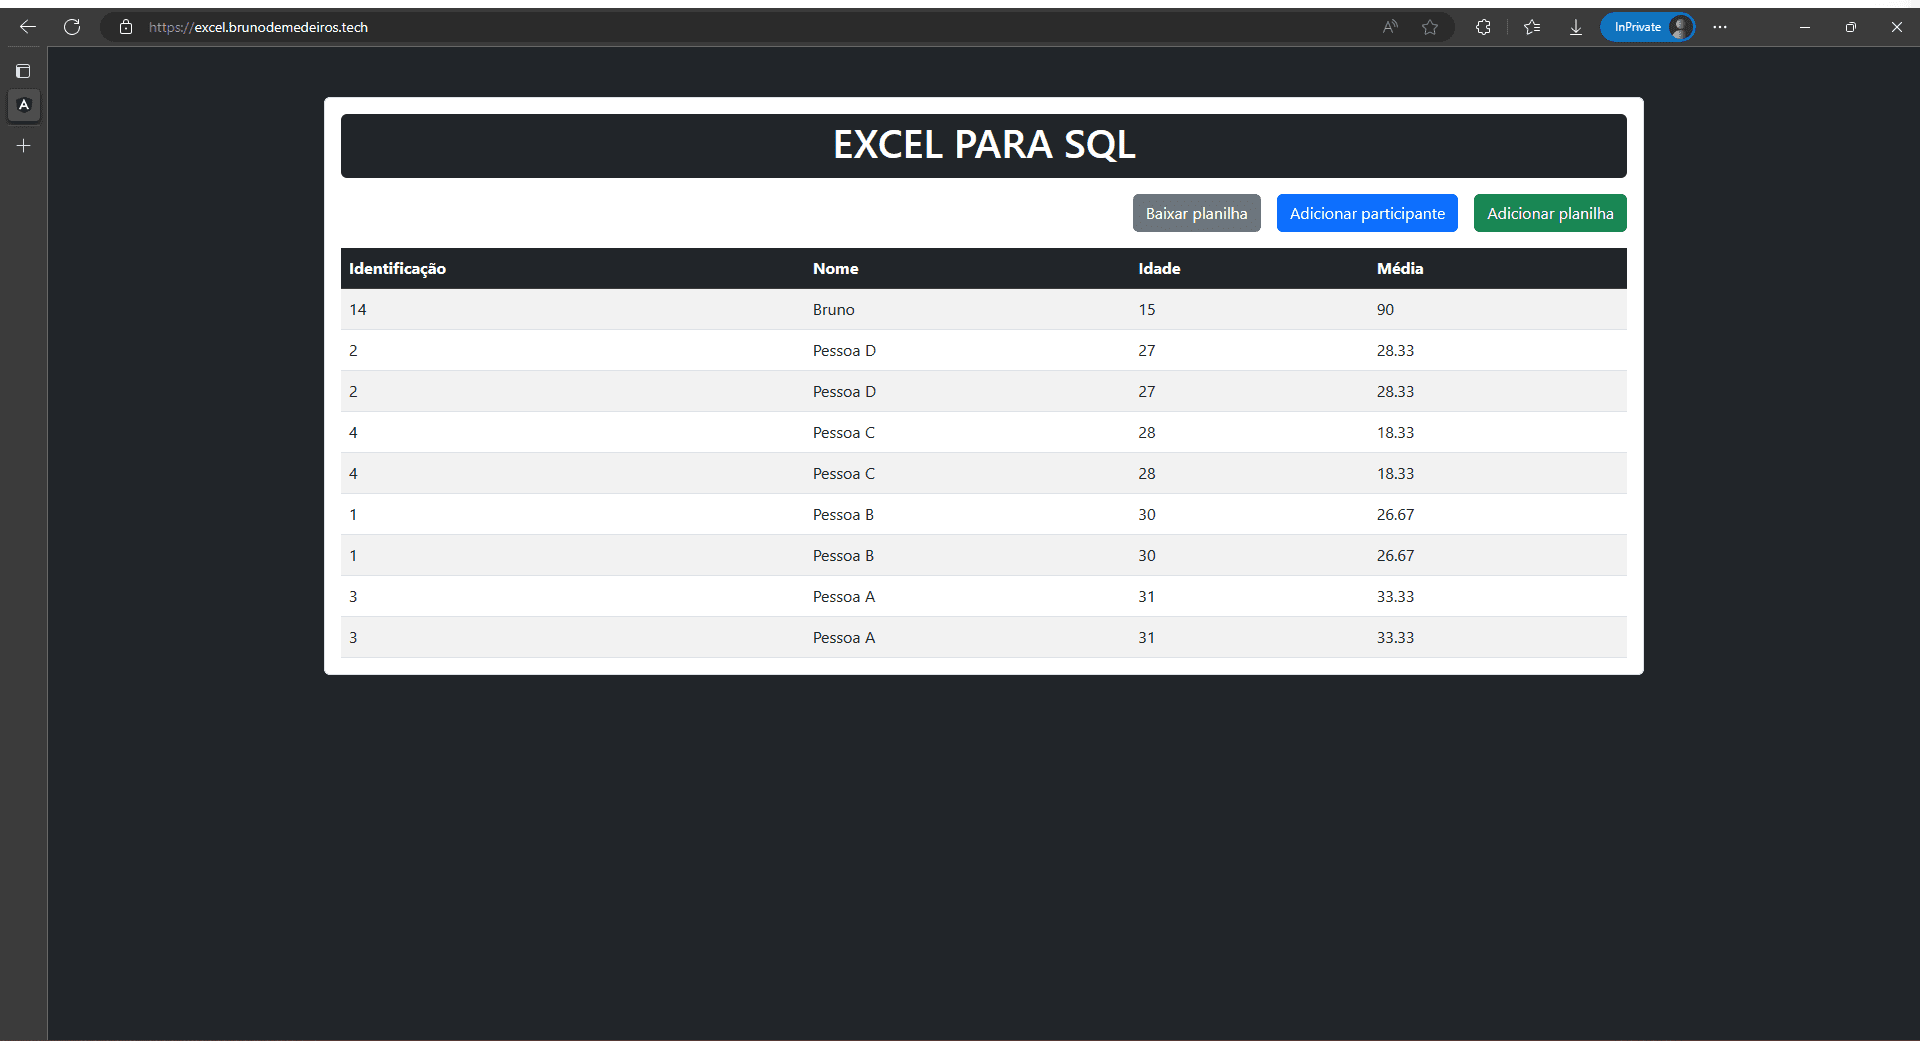 https://excel.brunodemedeiros.tech
InPrivate
EXCEL PARA SQL
Baixar planilha Adicionar participante Adicionar planilha
Identificação Nome Idade Média
14 Bruno 15 90
2 Pessoa D 27 28.33
2 Pessoa D 27 28.33
4 Pessoa C 28 18.33
4 Pessoa C 28 18.33
1 Pessoa B 30 26.67
1 Pessoa B 30 26.67
3 Pessoa A 31 33.33
3 Pessoa A 31 33.33